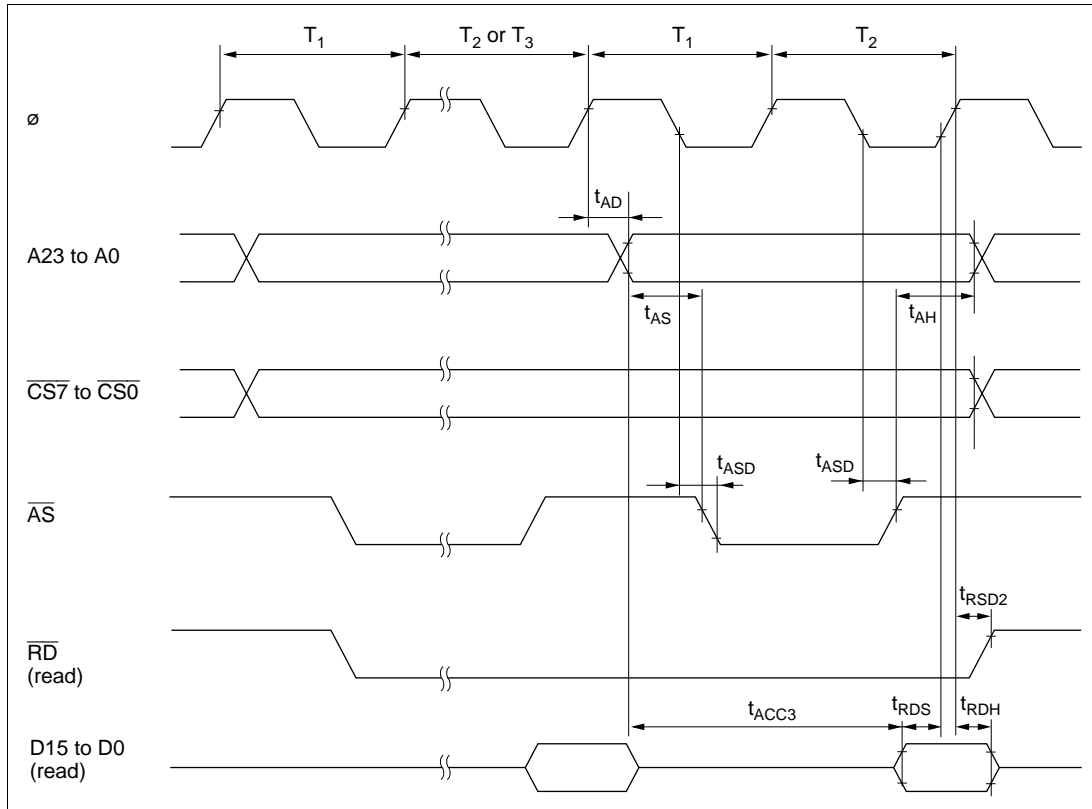 T1
T2 or T3
T1
T2
ø
tAD
A23 to A0
tAS
tAH
CS7 to CS0
tASD
tASD
AS
tRSD2
RD
(read)
tACC3
tRDS
tRDH
D15 to D0
(read)